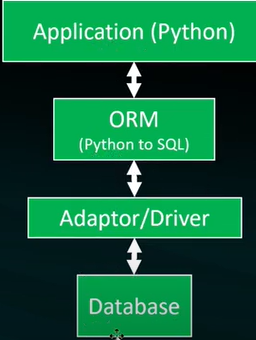 Application (Python)
ORM
(Python to SQL)
Adaptor/Driver
Database